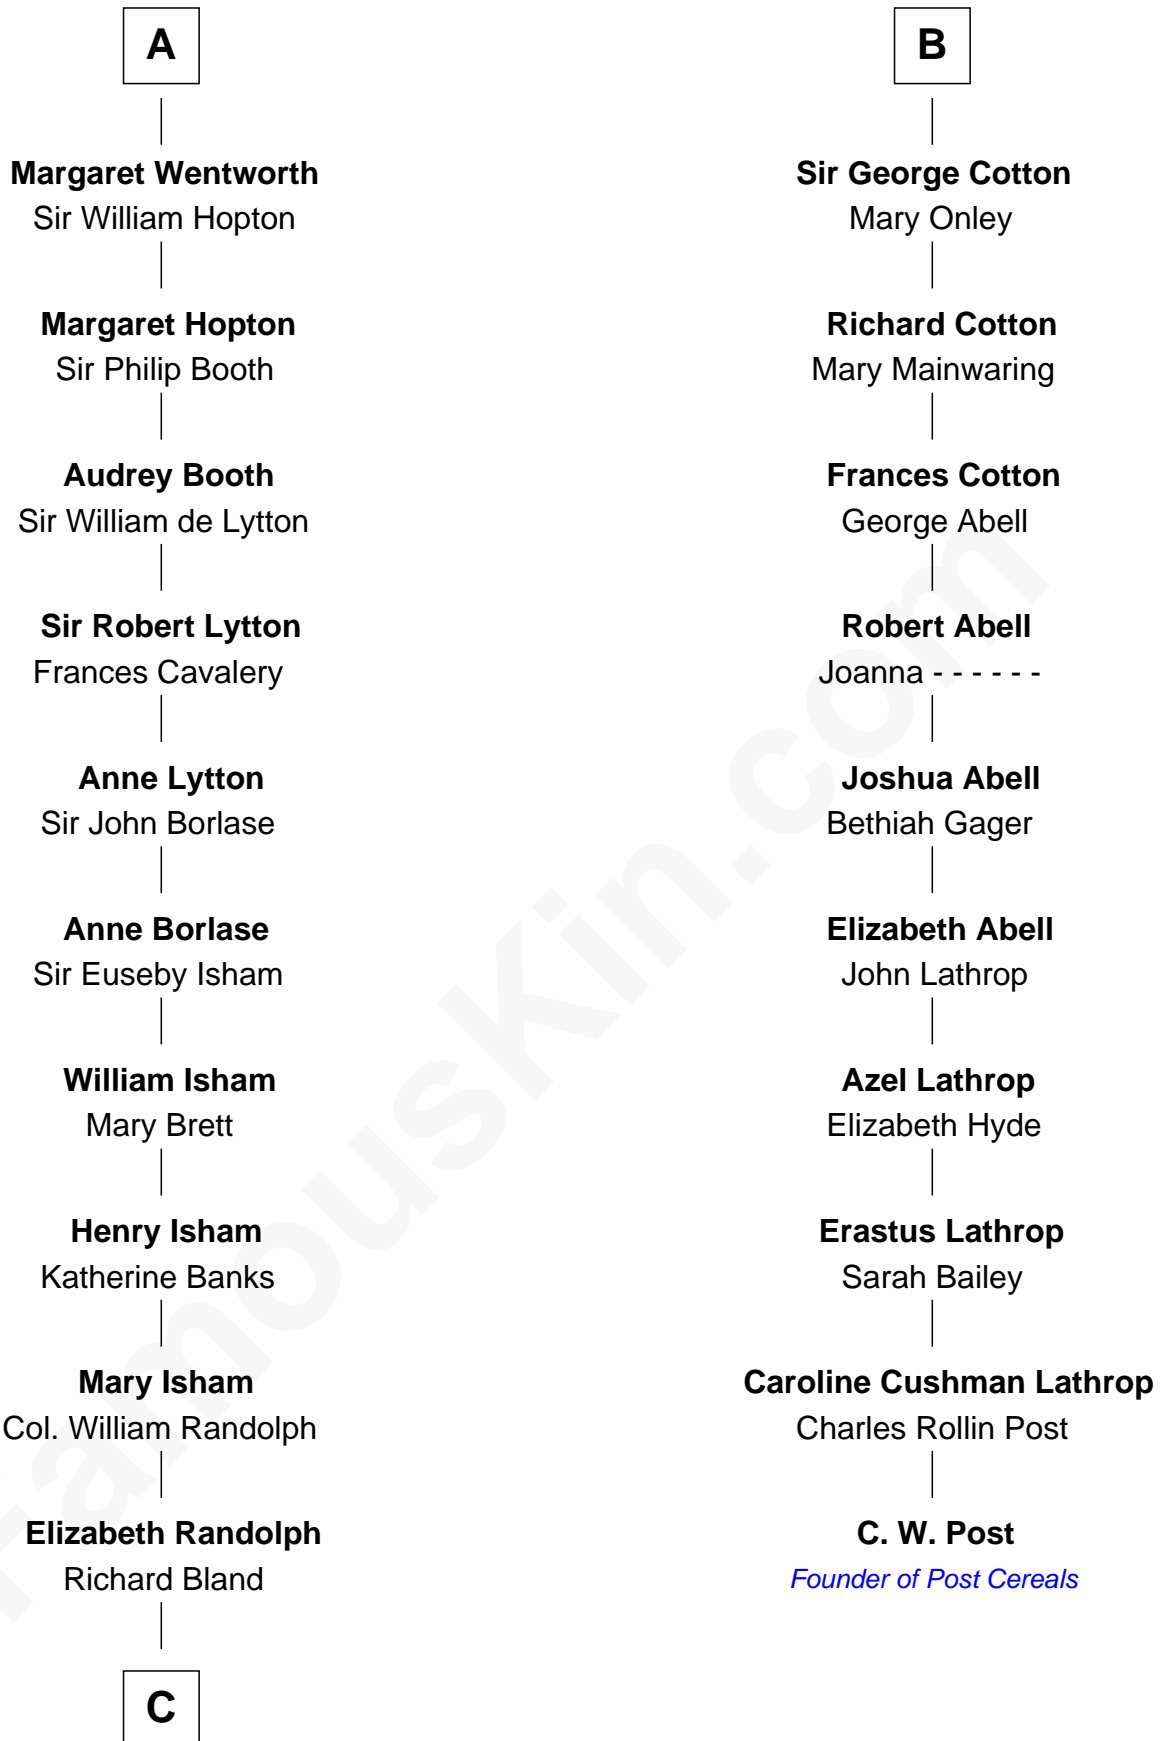 A
Margaret Wentworth
Sir William Hopton
Margaret Hopton
Sir Philip Booth
Audrey Booth
Sir William de Lytton
Sir Robert Lytton
Frances Cavalery
Anne Lytton
Sir John Borlase
Anne Borlase
Sir Euseby Isham
William Isham
Mary Brett
Henry Isham
Katherine Banks
Mary Isham
Col. William Randolph
Elizabeth Randolph
Richard Bland
C
B
Sir George Cotton
Mary Onley
Richard Cotton
Mary Mainwaring
Frances Cotton
George Abell
Robert Abell
Joanna - - - - - -
Joshua Abell
Bethiah Gager
Elizabeth Abell
John Lathrop
Azel Lathrop
Elizabeth Hyde
Erastus Lathrop
Sarah Bailey
Caroline Cushman Lathrop
Charles Rollin Post
C. W. Post
Founder of Post Cereals
FamousKin.com